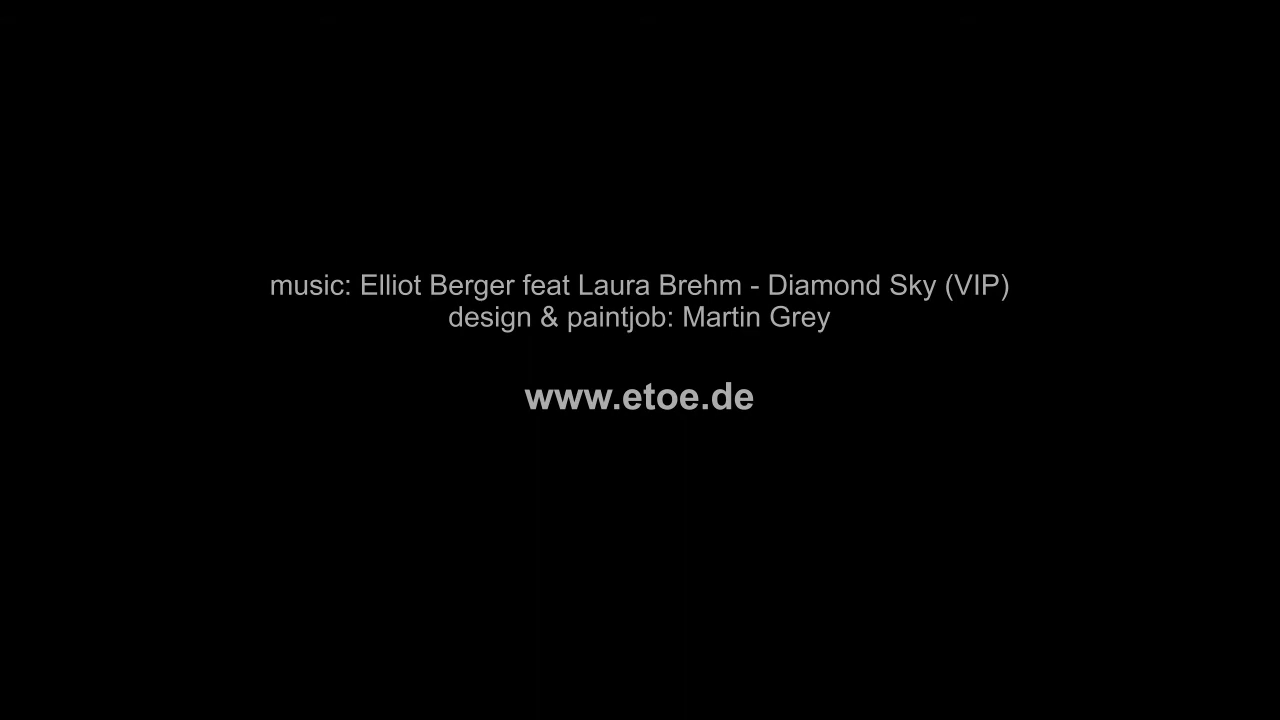 music: Elliot Berger feat Laura Brehm - Diamond Sky (VIP)
design & paintjob: Martin Grey
www.etoe.de